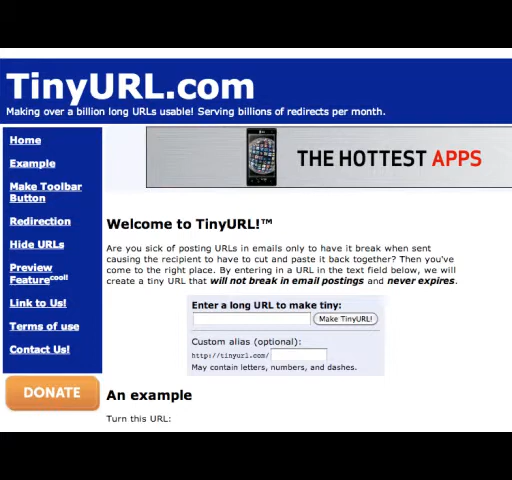 TinyURL.com
Making over a billion long URLs usable! Serving billions of redirects per month.
Home
Example
Make Toolbar
Button
Redirection
Hide URLs
Preview
Featurecool!
Link to Us!
Terms of use
Contact Us!
DONATE
THE HOTTEST APPS
Welcome to TinyURL!™
Are you sick of posting URLs in emails only to have it break when sent
causing the recipient to have to cut and paste it back together? Then you've
come to the right place. By entering in a URL in the text field below, we will
create a tiny URL that will not break in email postings and never expires.
Enter a long URL to make tiny:
Make TinyURL!
Custom alias (optional):
http://tinyurl.com/
May contain letters, numbers, and dashes.
An example
Turn this URL: